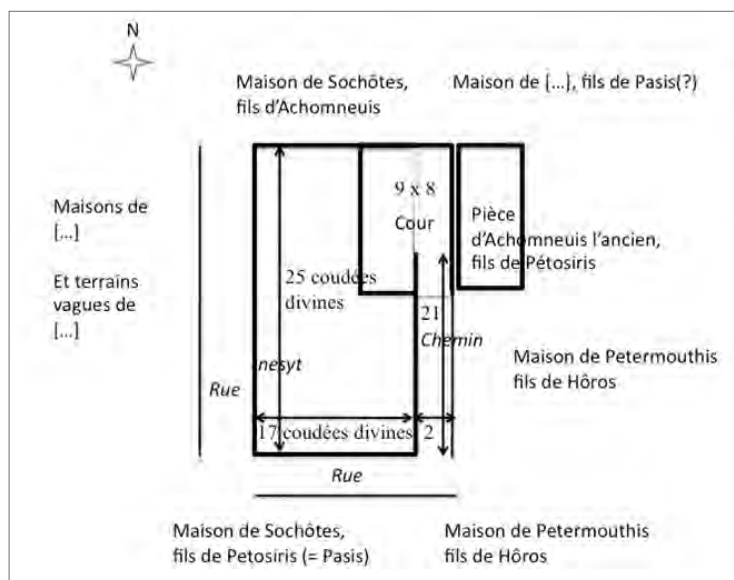 N
Maison de Sochôtes,
fils d'Achomneuis
Maison de […], fils de Pasis(?)
Maisons de
[…]
Et terrains
vagues de
[…]
9 x 8
Cour
Pièce
d'Achomneuis l'ancien,
fils de Pétosiris
25 coudées
divines
21
Chemin
nesyt
Rue
Maison de Petermouthis
fils de Hôros
17 coudées divines
2
Rue
Maison de Sochôtes,
fils de Petosiris (= Pasis)
Maison de Petermouthis
fils de Hôros